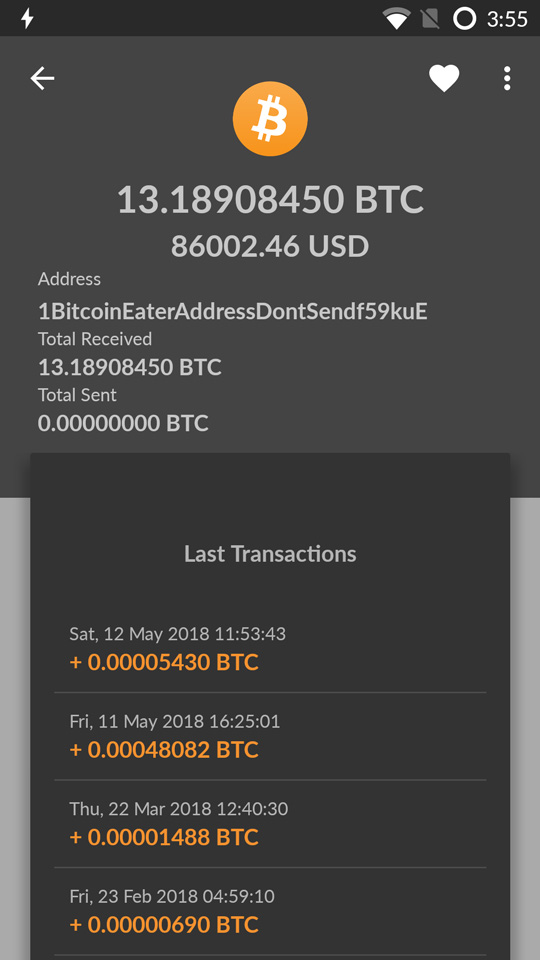 3:55
13.18908450 BTC
86002.46 USD
Address
1BitcoinEaterAddressDontSendf59kuE
Total Received
13.18908450 BTC
Total Sent
0.00000000 BTC
Last Transactions
Sat, 12 May 2018 11:53:43
+ 0.00005430 BTC
Fri, 11 May 2018 16:25:01
+ 0.00048082 BTC
Thu, 22 Mar 2018 12:40:30
+ 0.00001488 BTC
Fri, 23 Feb 2018 04:59:10
+ 0.00000690 BTC